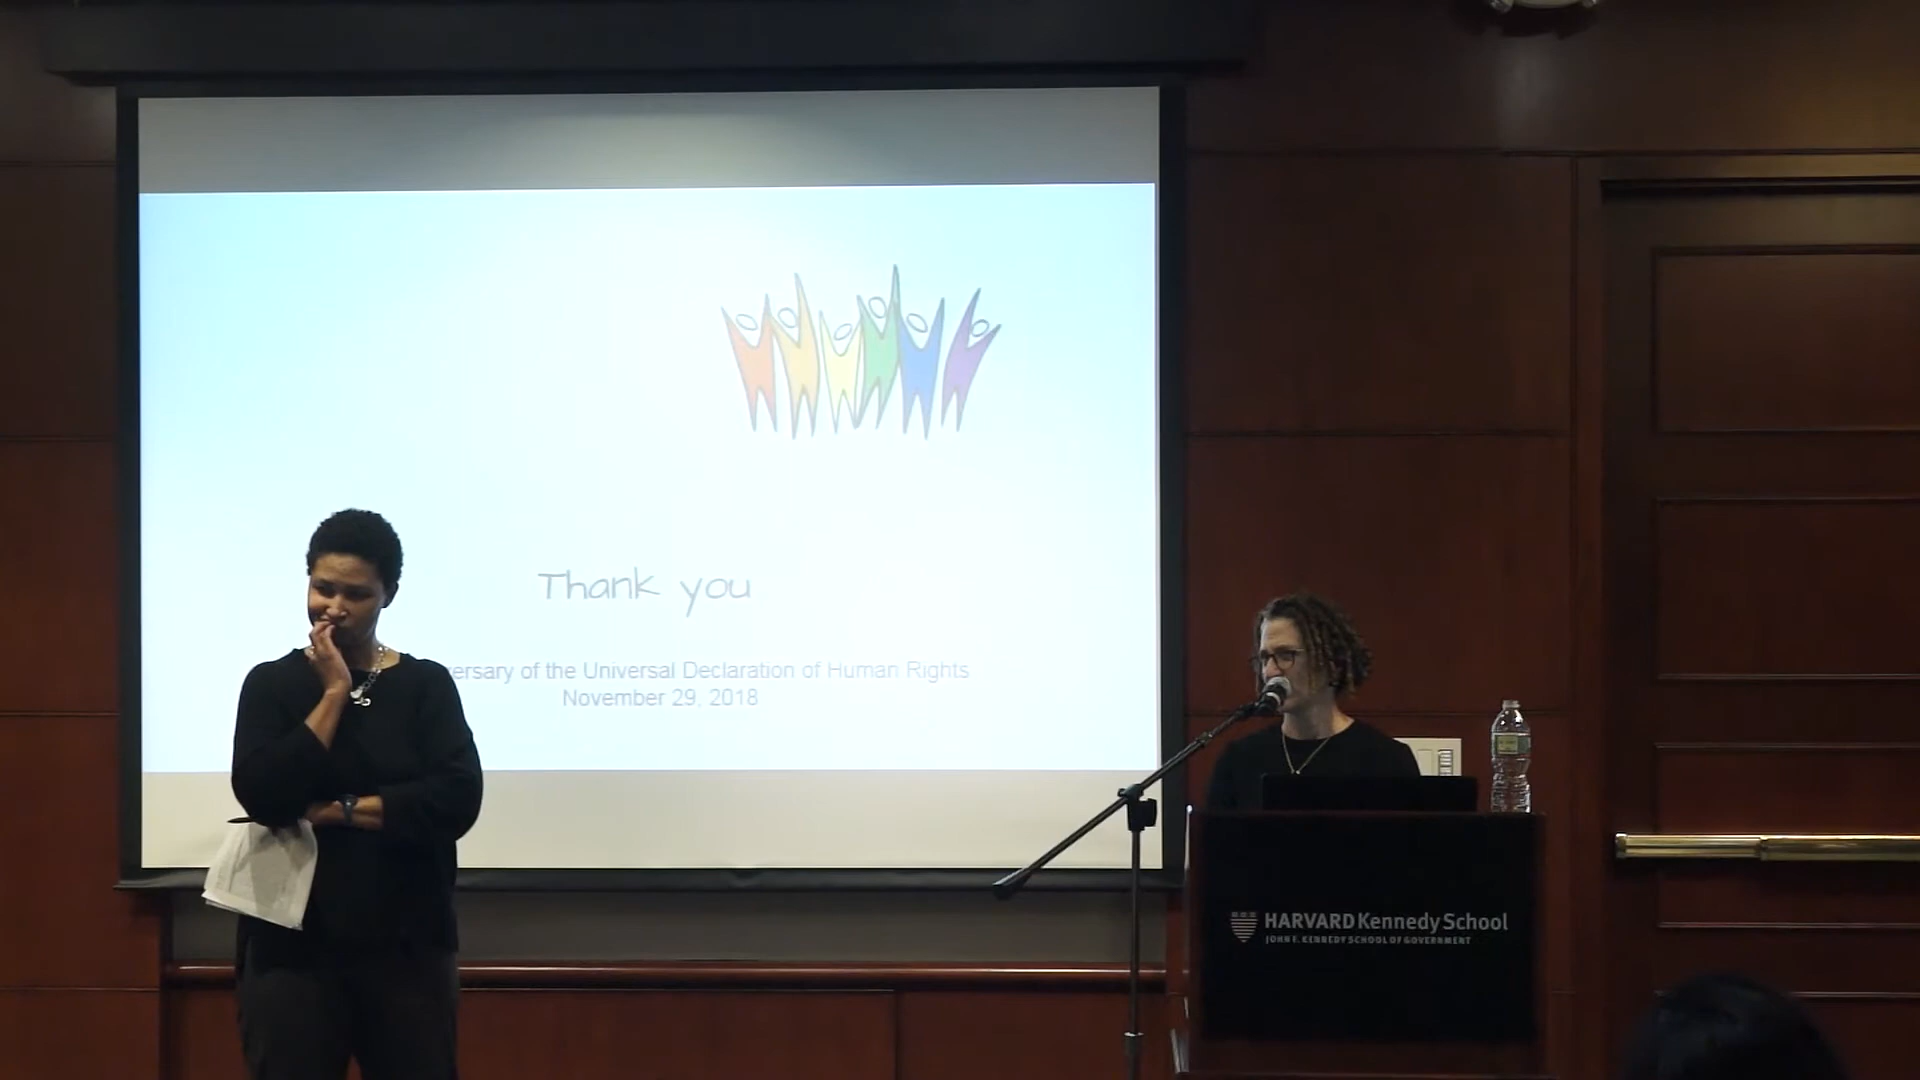 Thank you
ersary of the Universal Declaration of Human Rights
November 29, 2018
HARVARD Kennedy School
JOHN F. KENNEDY SCHOOL OF GOVERNMENT